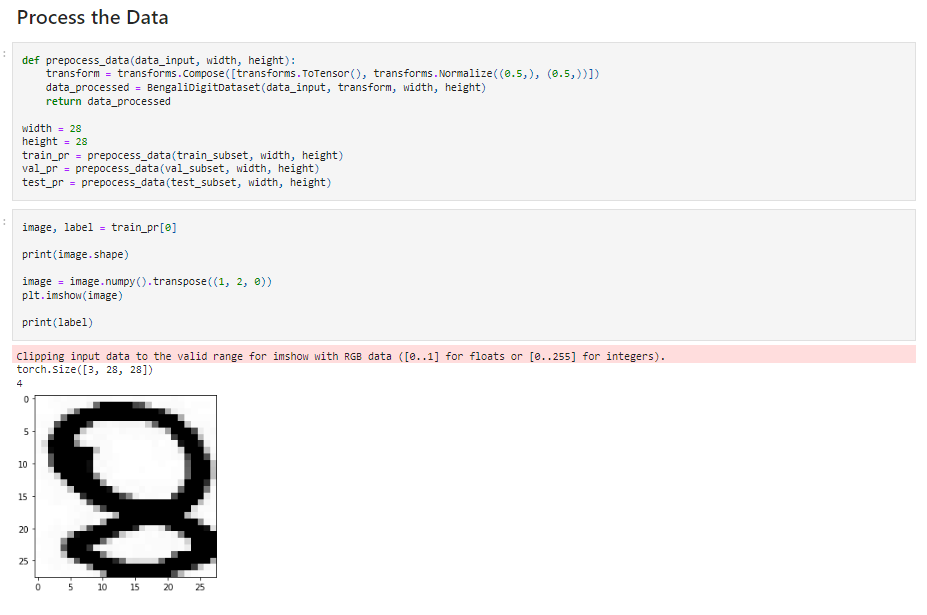 Process the Data
:
def prepocess_data(data_input, width, height):
    transform = transforms.Compose([transforms.ToTensor(), transforms.Normalize((0.5,), (0.5,))])
    data_processed = BengaliDigitDataset(data_input, transform, width, height)
    return data_processed

width = 28
height = 28
train_pr = prepocess_data(train_subset, width, height)
val_pr = prepocess_data(val_subset, width, height)
test_pr = prepocess_data(test_subset, width, height)
:
image, label = train_pr[0]

print(image.shape)

image = image.numpy().transpose((1, 2, 0))
plt.imshow(image)

print(label)
Clipping input data to the valid range for imshow with RGB data ([0..1] for floats or [0..255] for integers).
torch.Size([3, 28, 28])
4
0
5
10
15
20
25
৪
0 5 10 15 20 25